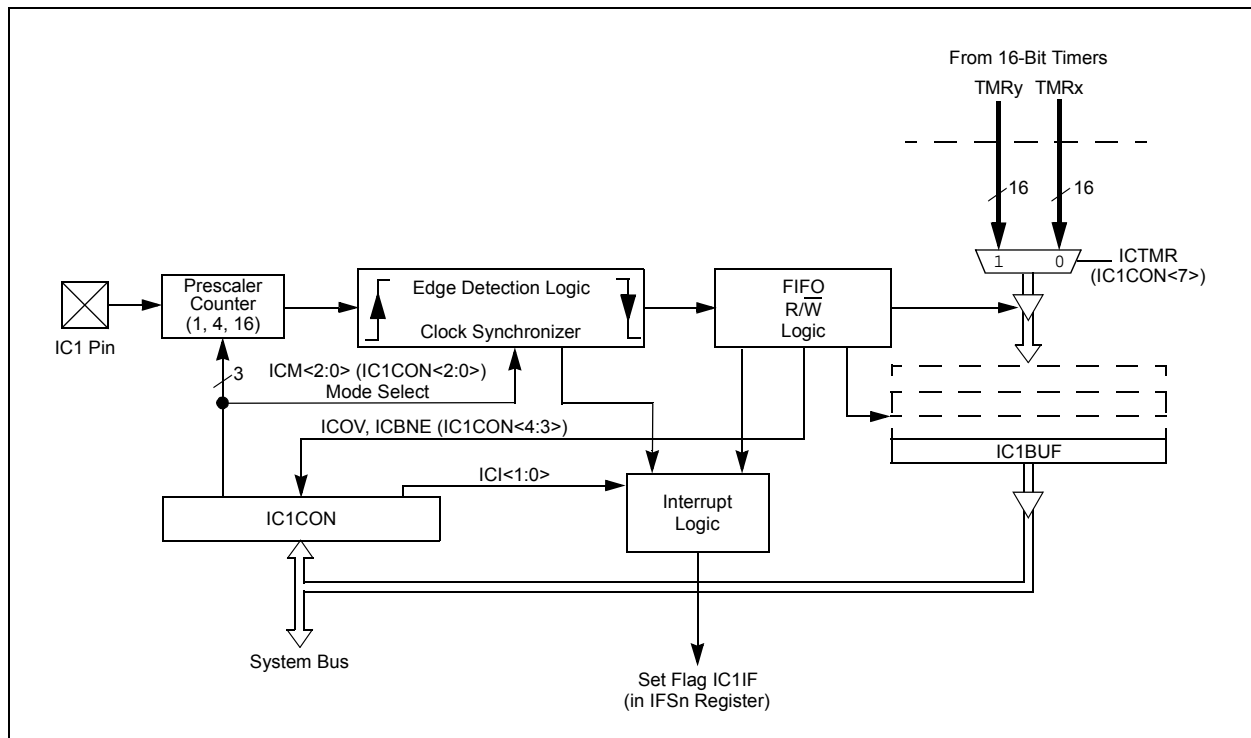 From 16-Bit Timers
TMRy TMRx
16 16
1 0
ICTMR
(IC1CON<7>)
Prescaler
Counter
(1, 4, 16)
IC1 Pin
Edge Detection Logic
Clock Synchronizer
FIFO
R/W̅
Logic
3
ICM<2:0> (IC1CON<2:0>)
Mode Select
ICOV, ICBNE (IC1CON<4:3>)
IC1BUF
ICI<1:0>
IC1CON
Interrupt
Logic
System Bus
Set Flag IC1IF
(in IFSn Register)